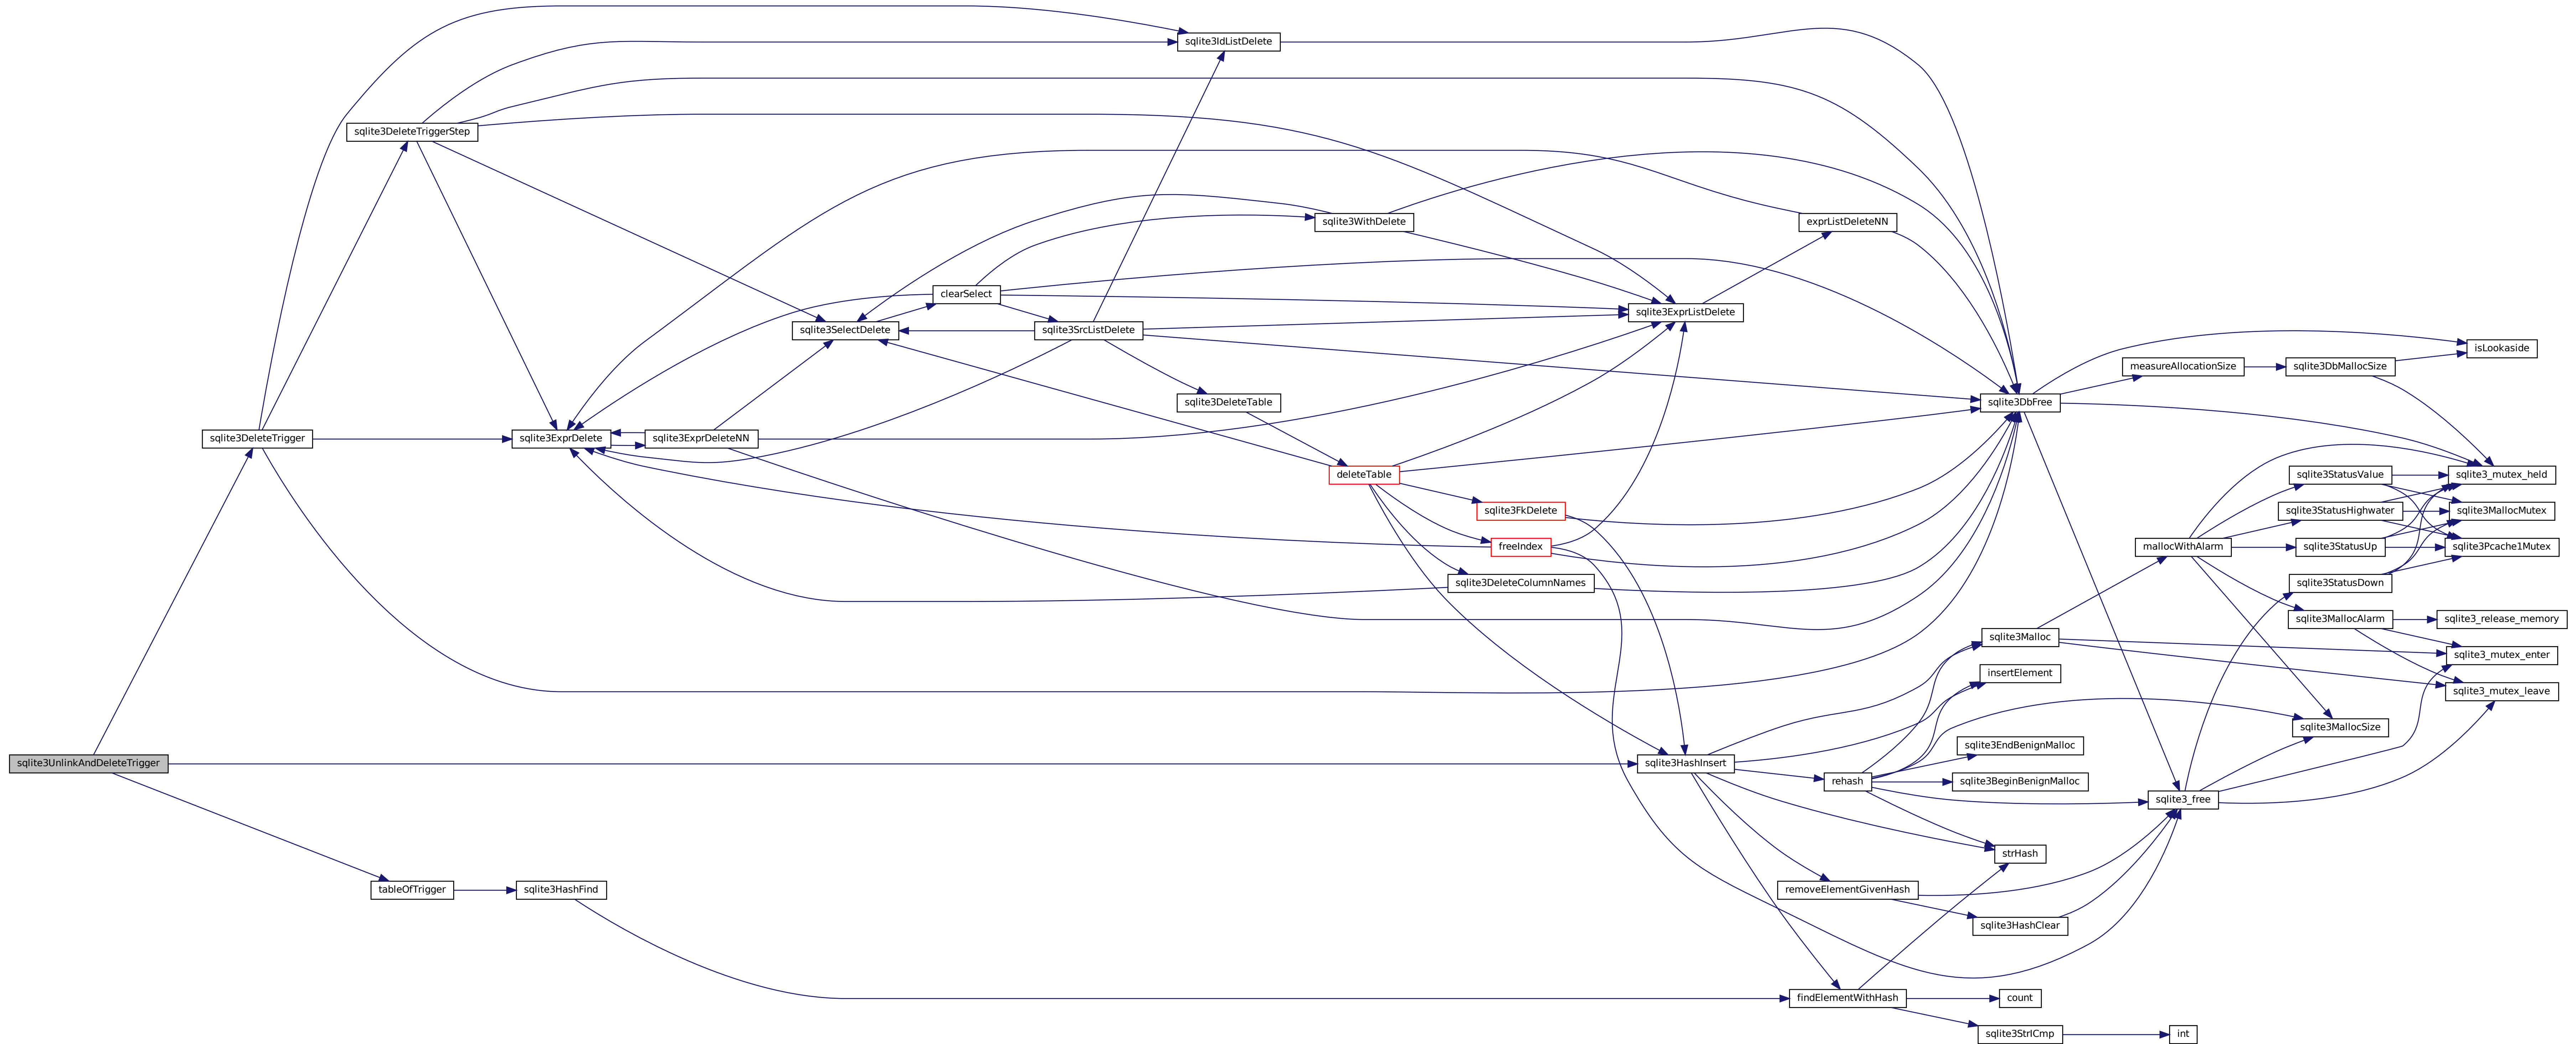 sqlite3IdListDelete
sqlite3DeleteTriggerStep
sqlite3WithDelete
exprListDeleteNN
clearSelect
sqlite3ExprListDelete
sqlite3SelectDelete
sqlite3SrcListDelete
isLookaside
measureAllocationSize
sqlite3DbMallocSize
sqlite3DeleteTable
sqlite3DbFree
sqlite3DeleteTrigger
sqlite3ExprDelete
sqlite3ExprDeleteNN
deleteTable
sqlite3StatusValue
sqlite3_mutex_held
sqlite3FkDelete
sqlite3StatusHighwater
sqlite3MallocMutex
freeIndex
mallocWithAlarm
sqlite3StatusUp
sqlite3Pcache1Mutex
sqlite3DeleteColumnNames
sqlite3StatusDown
sqlite3MallocAlarm
sqlite3_release_memory
sqlite3Malloc
sqlite3_mutex_enter
insertElement
sqlite3_mutex_leave
sqlite3MallocSize
sqlite3EndBenignMalloc
sqlite3UnlinkAndDeleteTrigger
sqlite3HashInsert
rehash
sqlite3BeginBenignMalloc
sqlite3_free
strHash
tableOfTrigger
sqlite3HashFind
removeElementGivenHash
sqlite3HashClear
findElementWithHash
count
sqlite3StrICmp
int